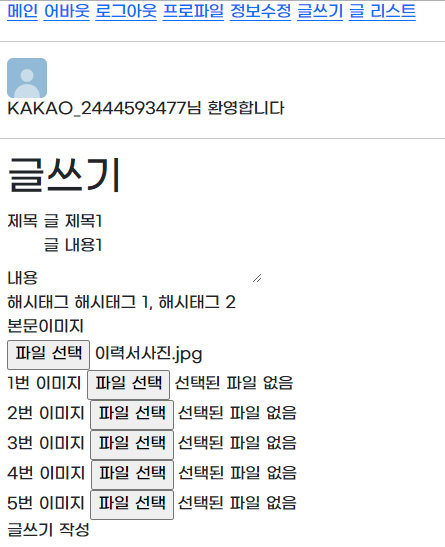 메인 어바웃 로그아웃 프로파일 정보수정 글쓰기 글 리스트
KAKAO_2444593477님 환영합니다
글쓰기
제목 글 제목1
글 내용1
내용
해시태그 해시태그 1, 해시태그 2
본문이미지
파일 선택 이력서사진.jpg
1번 이미지 파일 선택 선택된 파일 없음
2번 이미지 파일 선택 선택된 파일 없음
3번 이미지 파일 선택 선택된 파일 없음
4번 이미지 파일 선택 선택된 파일 없음
5번 이미지 파일 선택 선택된 파일 없음
글쓰기 작성